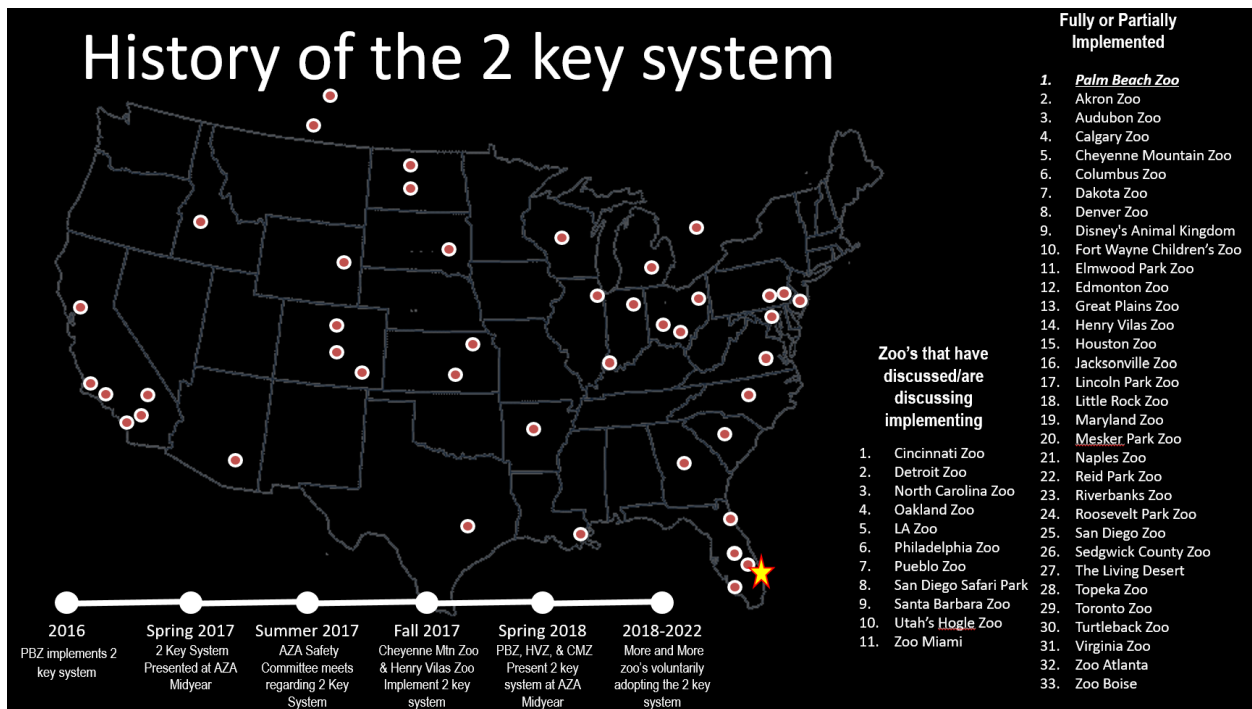 History of the 2 key system
Fully or Partially
Implemented
1. Palm Beach Zoo
2. Akron Zoo
3. Audubon Zoo
4. Calgary Zoo
5. Cheyenne Mountain Zoo
6. Columbus Zoo
7. Dakota Zoo
8. Denver Zoo
9. Disney's Animal Kingdom
10. Fort Wayne Children's Zoo
11. Elmwood Park Zoo
12. Edmonton Zoo
13. Great Plains Zoo
14. Henry Vilas Zoo
15. Houston Zoo
16. Jacksonville Zoo
17. Lincoln Park Zoo
18. Little Rock Zoo
19. Maryland Zoo
20. Mesker Park Zoo
21. Naples Zoo
22. Reid Park Zoo
23. Riverbanks Zoo
24. Roosevelt Park Zoo
25. San Diego Zoo
26. Sedgwick County Zoo
27. The Living Desert
28. Topeka Zoo
29. Toronto Zoo
30. Turtleback Zoo
31. Virginia Zoo
32. Zoo Atlanta
33. Zoo Boise
Zoo's that have
discussed/are
discussing
implementing
1. Cincinnati Zoo
2. Detroit Zoo
3. North Carolina Zoo
4. Oakland Zoo
5. LA Zoo
6. Philadelphia Zoo
7. Pueblo Zoo
8. San Diego Safari Park
9. Santa Barbara Zoo
10. Utah's Hogle Zoo
11. Zoo Miami
2016
PBZ implements 2
key system
Spring 2017
2 Key System
Presented at AZA
Midyear
Summer 2017
AZA Safety
Committee meets
regarding 2 Key
System
Fall 2017
Cheyenne Mtn Zoo
& Henry Vilas Zoo
Implement 2 key
system
Spring 2018
PBZ, HVZ, & CMZ
Present 2 key
system at AZA
Midyear
2018-2022
More and More
zoo's voluntarily
adopting the 2 key
system